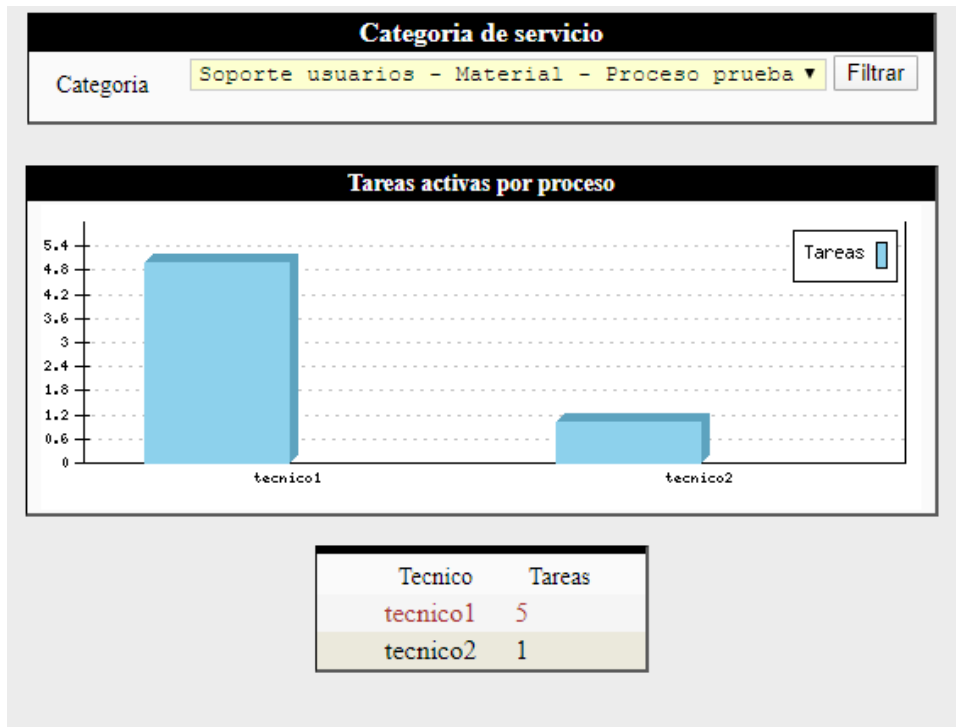 Categoria de servicio
Categoria Soporte usuarios - Material - Proceso prueba Filtrar
Tareas activas por proceso
Tareas
5.4
4.8
4.2
3.6
3
2.4
1.8
1.2
0.6
0
tecnico1 tecnico2
Tecnico Tareas
tecnico1 5
tecnico2 1